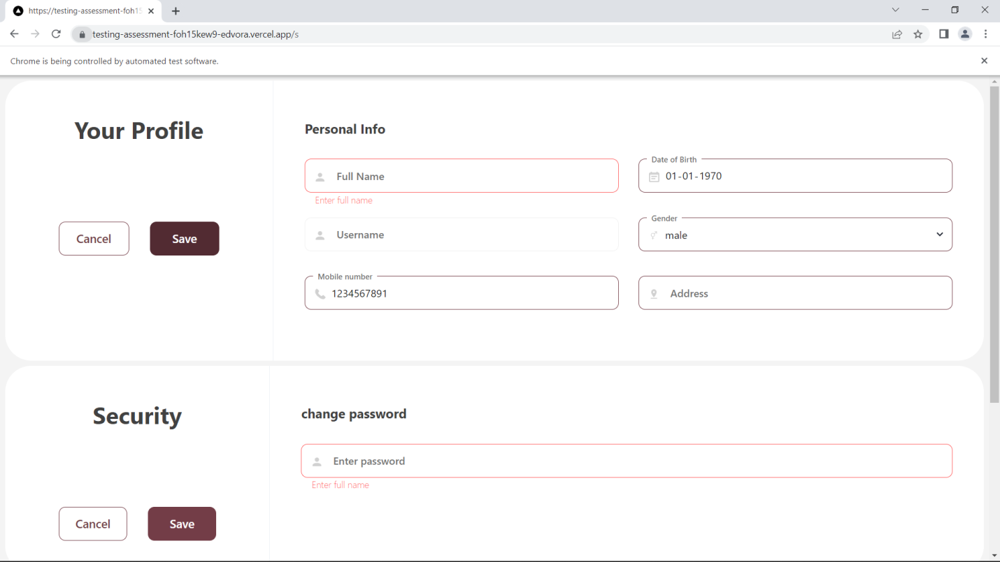 https://testing-assessment-foh15
testing-assessment-foh15kew9-edvora.vercel.app/s
Chrome is being controlled by automated test software.
Your Profile
Cancel
Save
Personal Info
Full Name
Enter full name
Date of Birth
01-01-1970
Username
Gender
male
Mobile number
1234567891
Address
Security
Cancel
Save
change password
Enter password
Enter full name